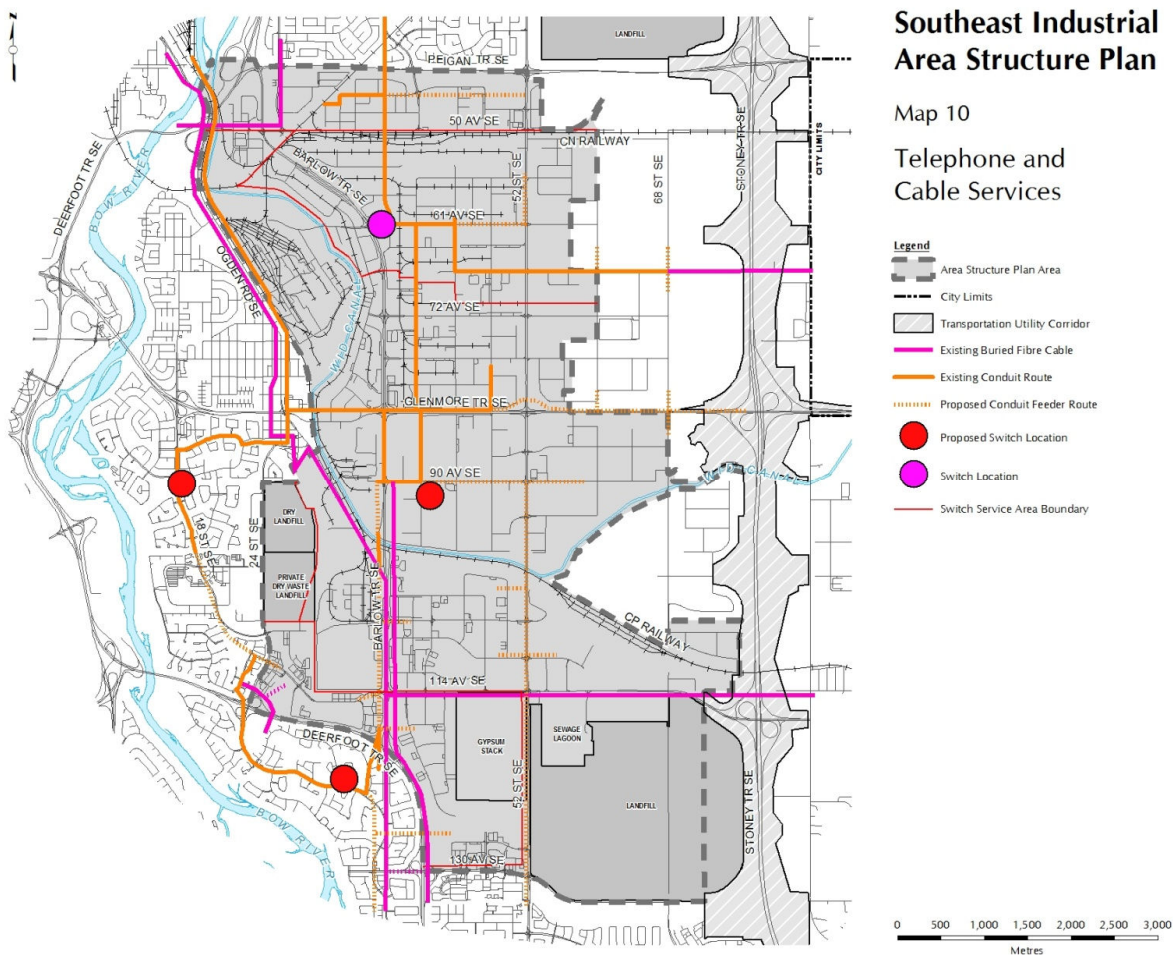 Southeast Industrial
Area Structure Plan
Map 10
Telephone and
Cable Services
Legend
Area Structure Plan Area
City Limits
Transportation Utility Corridor
Existing Buried Fibre Cable
Existing Conduit Route
Proposed Conduit Feeder Route
Proposed Switch Location
Switch Location
Switch Service Area Boundary
0 500 1,000 1,500 2,000 2,500 3,000
Metres
LANDFILL
PEIGAN TR SE
50 AV SE
CN RAILWAY
DEERFOOT TR SE
BOW RIVER
BARLOW TR SE
52 ST SE
68 ST SE
STONEY TR SE
CITY LIMITS
61 AV SE
OGDEN RD SE
WID CANAL
72 AV SE
GLENMORE TR SE
90 AV SE
WID CANAL
18 ST SE
24 ST SE
DRY
LANDFILL
PRIVATE
DRY WASTE
LANDFILL
BARLOW TR SE
CP RAILWAY
114 AV SE
DEERFOOT TR SE
GYPSUM
STACK
SEWAGE
LAGOON
52 ST SE
LANDFILL
STONEY TR SE
BOW RIVER
130 AV SE